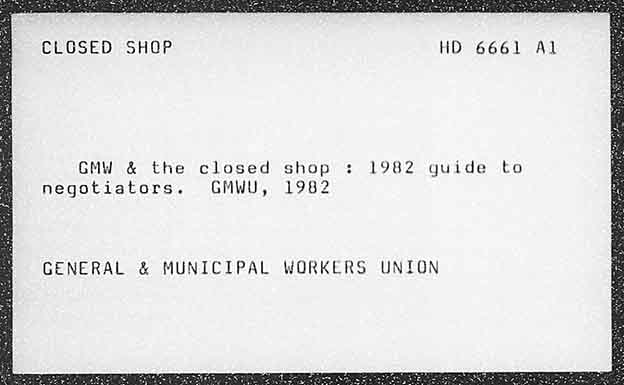 CLOSED SHOP HD 6661 A1
GMW & the closed shop : 1982 guide to
negotiators. GMWU, 1982
GENERAL & MUNICIPAL WORKERS UNION